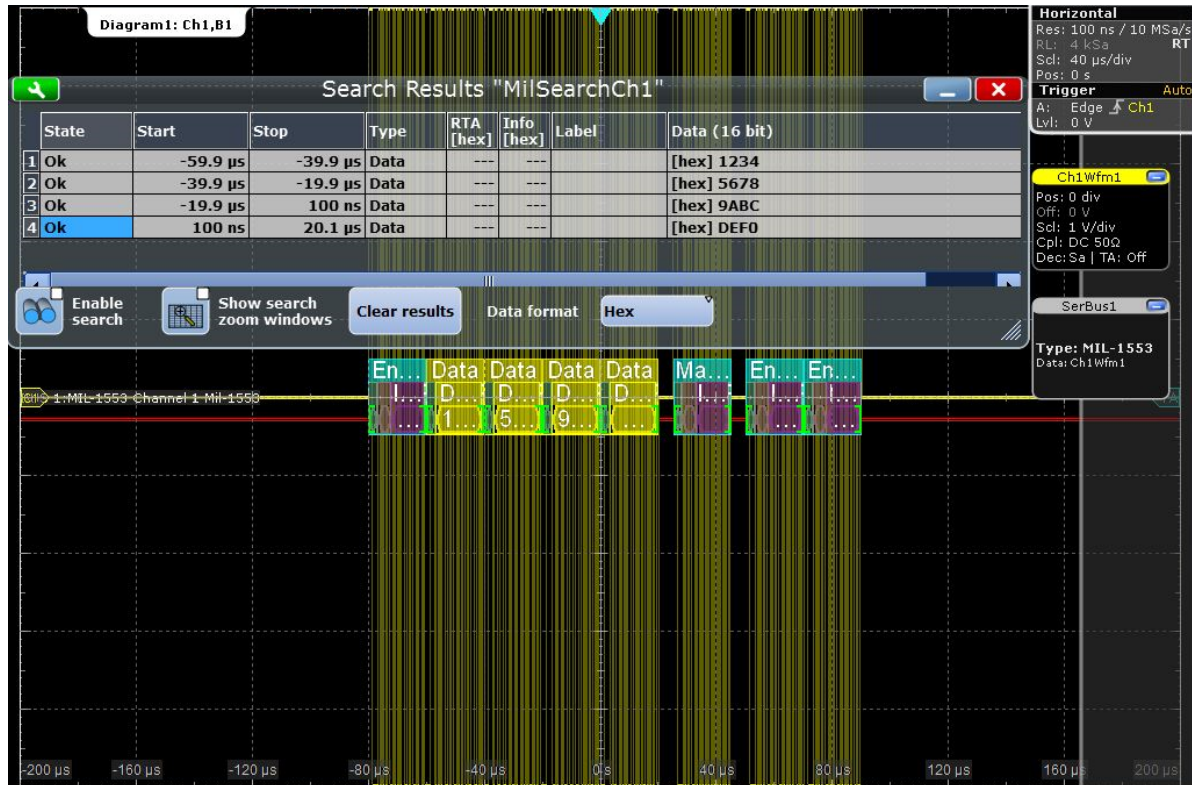 Diagram1: Ch1,B1
Horizontal
Res: 100 ns / 10 MSa/s
RL: 4 kSa RT
Scl: 40 µs/div
Pos: 0 s
Trigger Auto
A: Edge Ch1
Lvl: 0 V
Search Results "MilSearchCh1"
State Start Stop Type RTA [hex] Info [hex] Label Data (16 bit)
1 Ok -59.9 µs -39.9 µs Data --- --- [hex] 1234
2 Ok -39.9 µs -19.9 µs Data --- --- [hex] 5678
3 Ok -19.9 µs 100 ns Data --- --- [hex] 9ABC
4 Ok 100 ns 20.1 µs Data --- --- [hex] DEF0
Enable search
Show search zoom windows
Clear results
Data format
Hex
Ch1Wfm1
Pos: 0 div
Off: 0 V
Scl: 1 V/div
Cpl: DC 50Ω
Dec: Sa | TA: Off
SerBus1
Type: MIL-1553
Data: Ch1Wfm1
En... Data Data Data Data Ma... En... En...
I... D... D... D... D... I... I... I...
1:MIL-1553 Channel 1 Mil-1553
... 1... 5... 9... ... ... ... ...
-200 µs -160 µs -120 µs -80 µs -40 µs 0 s 40 µs 80 µs 120 µs 160 µs 200 µs